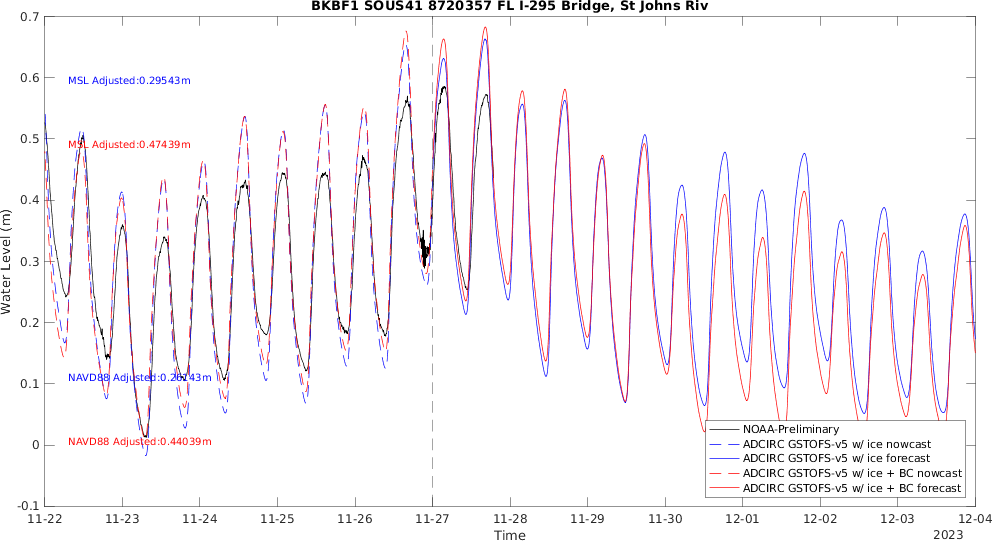 BKBF1 SOUS41 8720357 FL I-295 Bridge, St Johns Riv
0.7
0.6
0.5
0.4
0.3
0.2
0.1
0
-0.1
Water Level (m)
MSL Adjusted:0.29543m
MSL Adjusted:0.47439m
NAVD88 Adjusted:0.26143m
NAVD88 Adjusted:0.44039m
NOAA-Preliminary
ADCIRC GSTOFS-v5 w/ ice nowcast
ADCIRC GSTOFS-v5 w/ ice forecast
ADCIRC GSTOFS-v5 w/ ice + BC nowcast
ADCIRC GSTOFS-v5 w/ ice + BC forecast
11-22 11-23 11-24 11-25 11-26 11-27 11-28 11-29 11-30 12-01 12-02 12-03 12-04
Time
2023